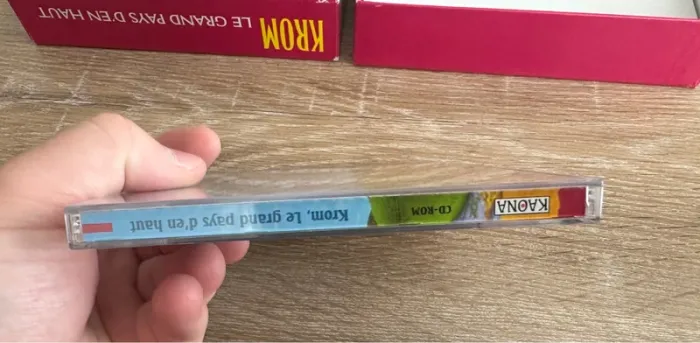 KROM LE GRAND PAYS D'EN HAUT
KAONA CD-ROM Krom, Le grand pays d'en haut